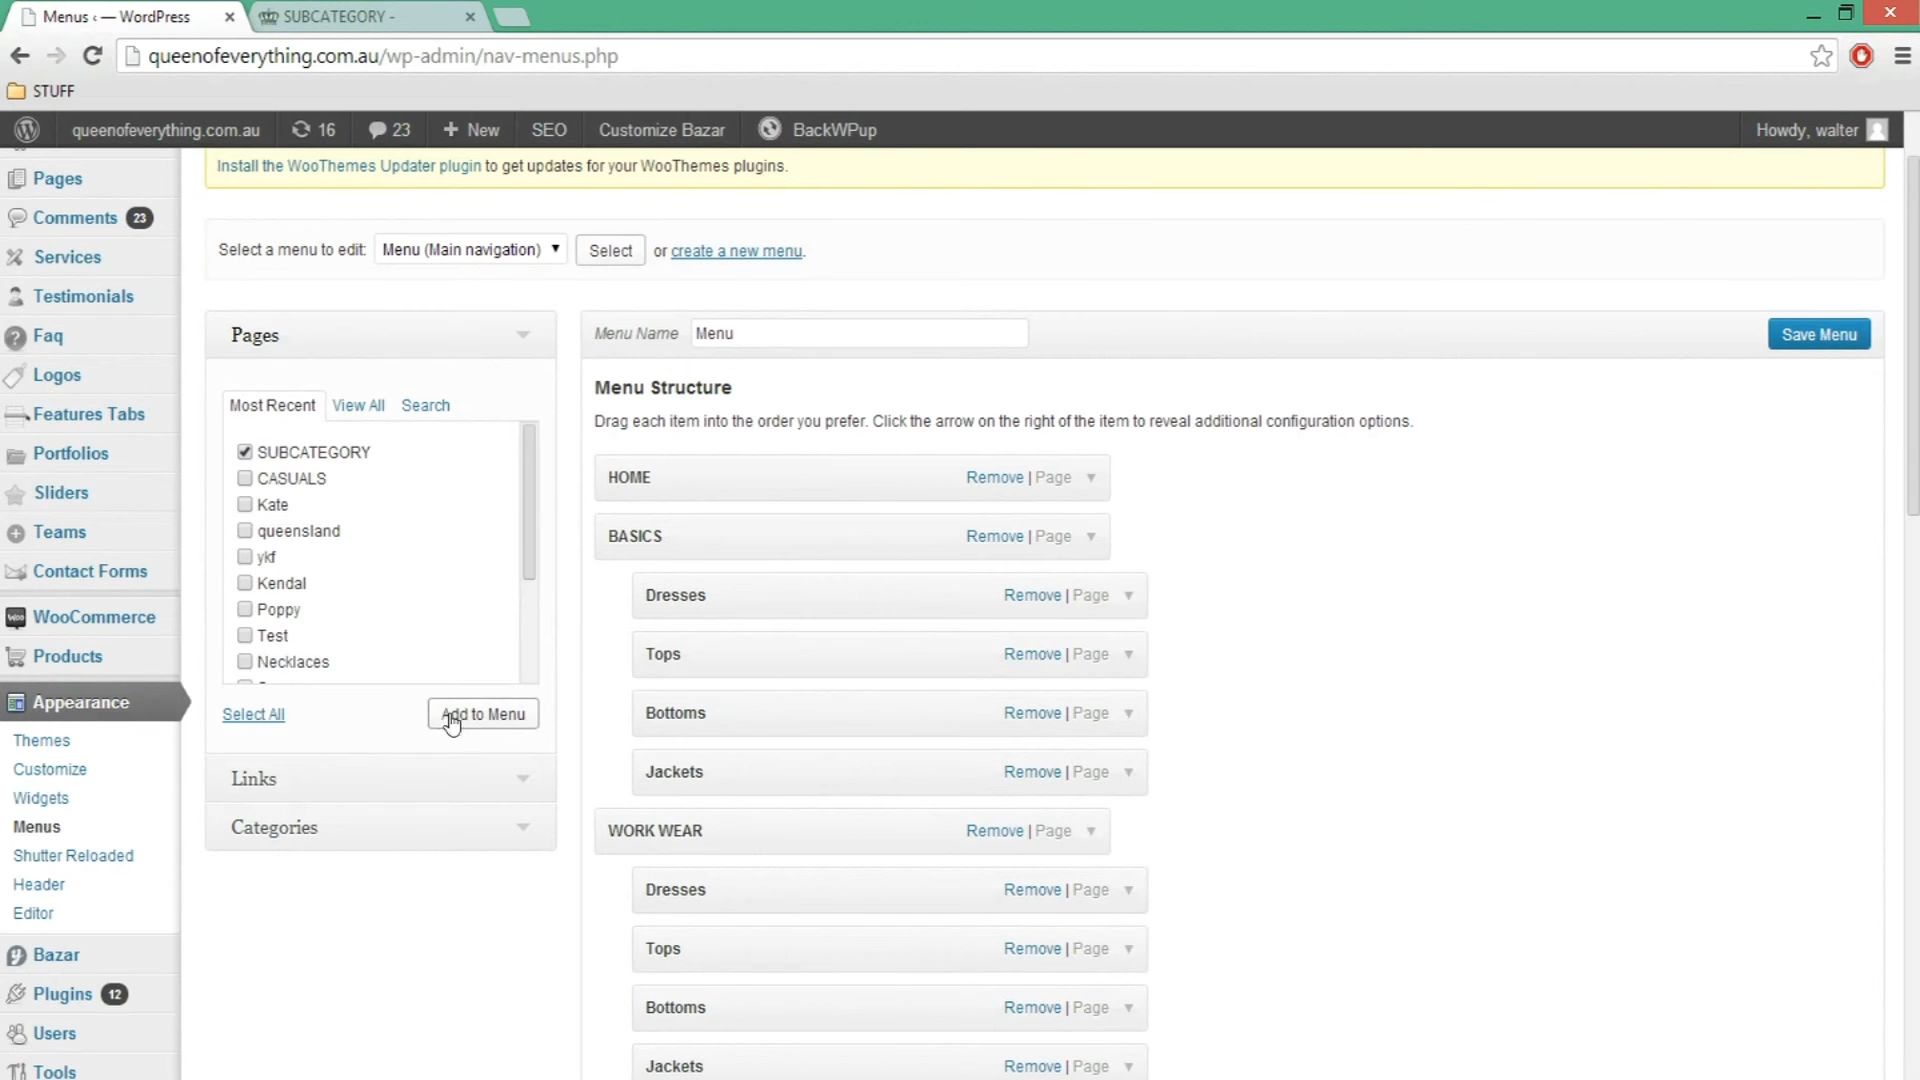 Menus ‹ — WordPress
SUBCATEGORY -
queenofeverything.com.au/wp-admin/nav-menus.php
STUFF
queenofeverything.com.au 16 23 + New SEO Customize Bazar BackWPup Howdy, walter
Install the WooThemes Updater plugin to get updates for your WooThemes plugins.
Pages
Comments 23
Services
Testimonials
Faq
Logos
Features Tabs
Portfolios
Sliders
Teams
Contact Forms
WooCommerce
Products
Appearance
Themes
Customize
Widgets
Menus
Shutter Reloaded
Header
Editor
Bazar
Plugins 12
Users
Tools
Select a menu to edit: Menu (Main navigation) Select or create a new menu.
Pages
Most Recent View All Search
SUBCATEGORY
CASUALS
Kate
queensland
ykf
Kendal
Poppy
Test
Necklaces
Select All Add to Menu
Links
Categories
Menu Name Menu Save Menu
Menu Structure
Drag each item into the order you prefer. Click the arrow on the right of the item to reveal additional configuration options.
HOME Remove | Page
BASICS Remove | Page
Dresses Remove | Page
Tops Remove | Page
Bottoms Remove | Page
Jackets Remove | Page
WORK WEAR Remove | Page
Dresses Remove | Page
Tops Remove | Page
Bottoms Remove | Page
Jackets Remove | Page